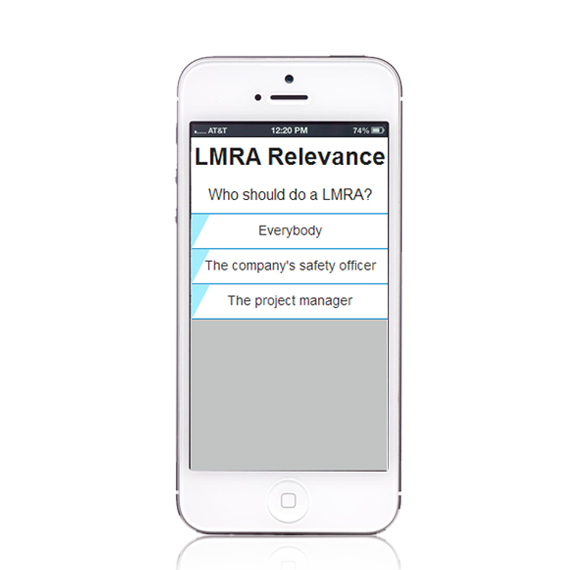 AT&T 12:20 PM 74%
LMRA Relevance
Who should do a LMRA?
Everybody
The company's safety officer
The project manager